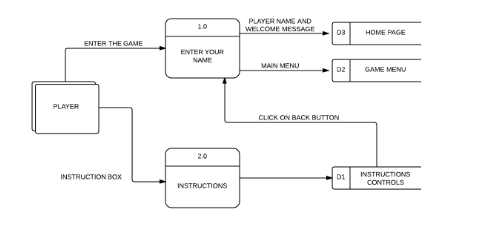 1.0
ENTER YOUR
NAME
PLAYER NAME AND
WELCOME MESSAGE
D3 HOME PAGE
ENTER THE GAME
MAIN MENU
D2 GAME MENU
PLAYER
CLICK ON BACK BUTTON
2.0
INSTRUCTIONS
INSTRUCTION BOX
D1 INSTRUCTIONS
CONTROLS